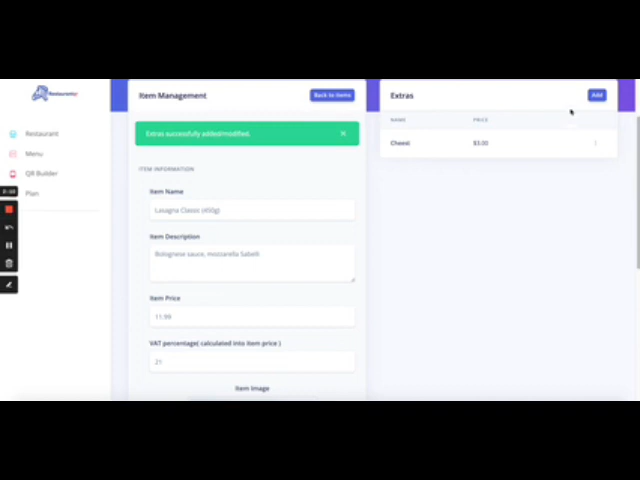 Restaurant
Menu
QR Builder
Plan
Item Management
Back to items
Extras successfully added/modified.
ITEM INFORMATION
Item Name
Lasagna Classic (450g)
Item Description
Bolognese sauce, mozzarella Sabelli
Item Price
11.99
VAT percentage( calculated into item price )
21
Item Image
Extras
Add
NAME PRICE
Cheese $3.00